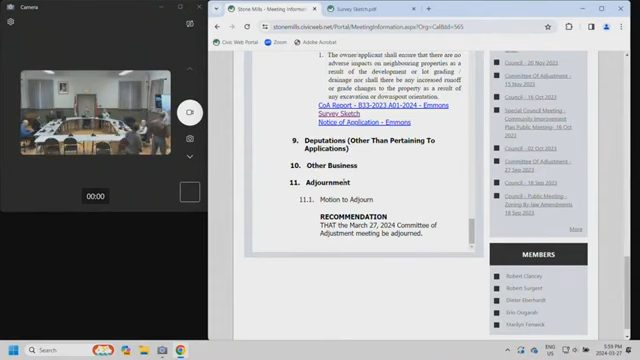 Camera
00:00
Stone Mills - Meeting Informatio
Survey Sketch.pdf
stonemills.civicweb.net/Portal/MeetingInformation.aspx?Org=Cal&Id=565
Civic Web Portal
Zoom
Adobe Acrobat
1. The owner/applicant shall ensure that there are
no adverse impacts on neighbouring properties as a
result of the development or lot grading /
drainage nor shall there be any increased runoff
or grade changes to the property as a result of
any excavation or downspout orientation.
CoA Report - B33-2023 A01-2024 - Emmons
Survey Sketch
Notice of Application - Emmons
9. Deputations (Other Than Pertaining To
Applications)
10. Other Business
11. Adjournment
11.1. Motion to Adjourn
RECOMMENDATION
THAT the March 27, 2024 Committee of
Adjustment meeting be adjourned.
Council - 20 Nov 2023
Committee Of Adjustment -
15 Nov 2023
Council - 16 Oct 2023
Special Council Meeting -
Community Improvement
Plan Public Meeting - 16
Oct 2023
Council - 02 Oct 2023
Committee Of Adjustment -
27 Sep 2023
Council - 18 Sep 2023
Council - Public Meeting -
Zoning By-law Amendments
18 Sep 2023
More
MEMBERS
Robert Clancey
Robert Surgent
Dieter Eberhardt
Erin Ongarah
Marilyn Fenwick
Search
ENG
US
5:59 PM
2024-03-27